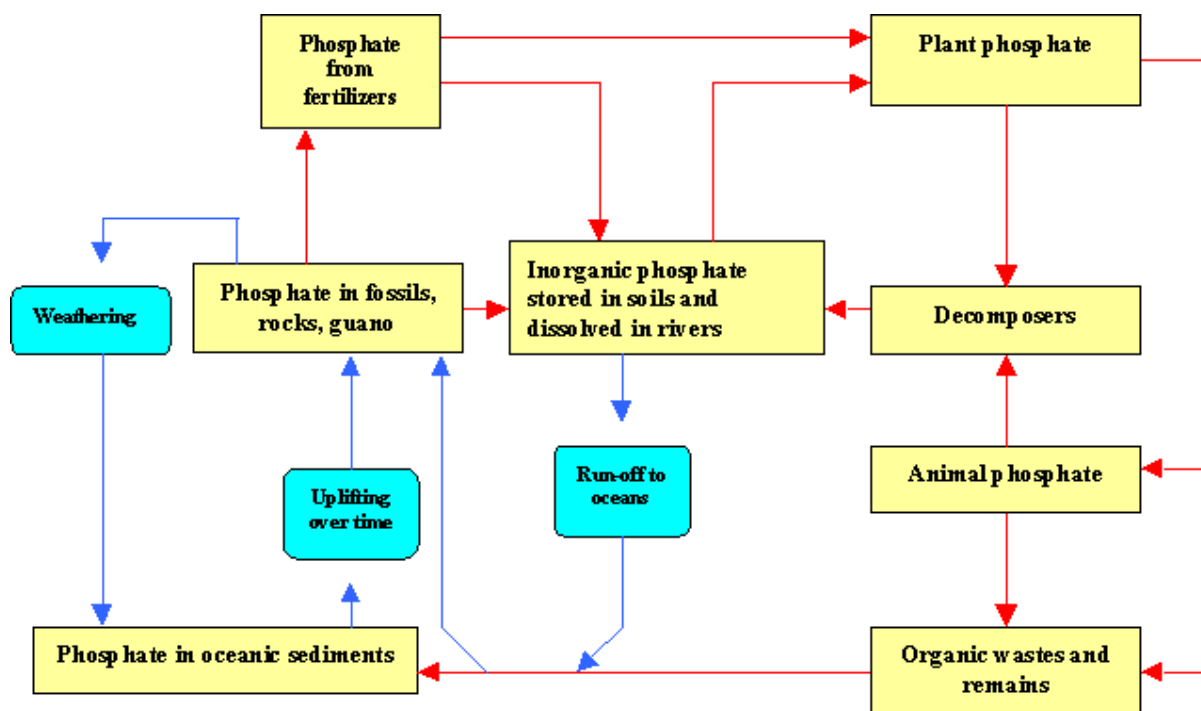 Phosphate
from
fertilizers
Plant phosphate
Weathering
Phosphate in fossils,
rocks, guano
Inorganic phosphate
stored in soils and
dissolved in rivers
Decomposers
Uplifting
over time
Run-off to
oceans
Animal phosphate
Phosphate in oceanic sediments
Organic wastes and
remains